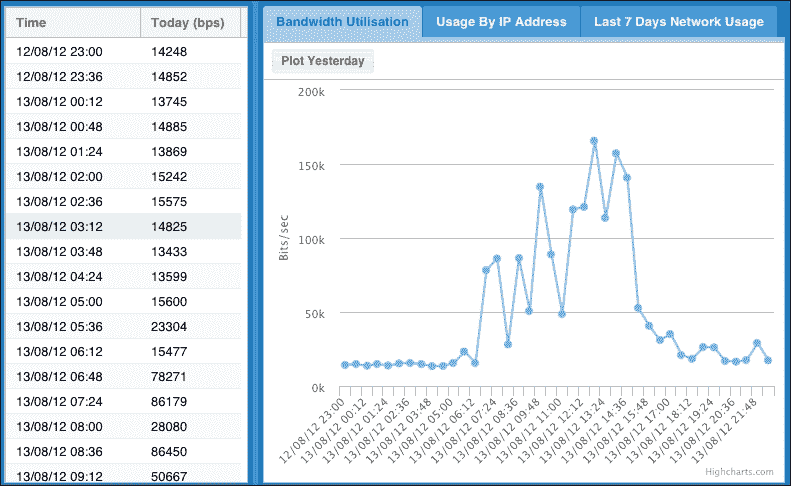 Time Today (bps)
12/08/12 23:00 14248
12/08/12 23:36 14852
13/08/12 00:12 13745
13/08/12 00:48 14885
13/08/12 01:24 13869
13/08/12 02:00 15242
13/08/12 02:36 15575
13/08/12 03:12 14825
13/08/12 03:48 13433
13/08/12 04:24 13599
13/08/12 05:00 15600
13/08/12 05:36 23304
13/08/12 06:12 15477
13/08/12 06:48 78271
13/08/12 07:24 86179
13/08/12 08:00 28080
13/08/12 08:36 86450
13/08/12 09:12 50667
Bandwidth Utilisation Usage By IP Address Last 7 Days Network Usage
Plot Yesterday
200k
150k
100k
50k
0k
Bits/sec
12/08/12 23:00
13/08/12 00:12
13/08/12 01:24
13/08/12 02:36
13/08/12 03:48
13/08/12 05:00
13/08/12 06:12
13/08/12 07:24
13/08/12 08:36
13/08/12 09:48
13/08/12 11:00
13/08/12 12:12
13/08/12 13:24
13/08/12 14:36
13/08/12 15:48
13/08/12 17:00
13/08/12 18:12
13/08/12 19:24
13/08/12 20:36
13/08/12 21:48
Highcharts.com